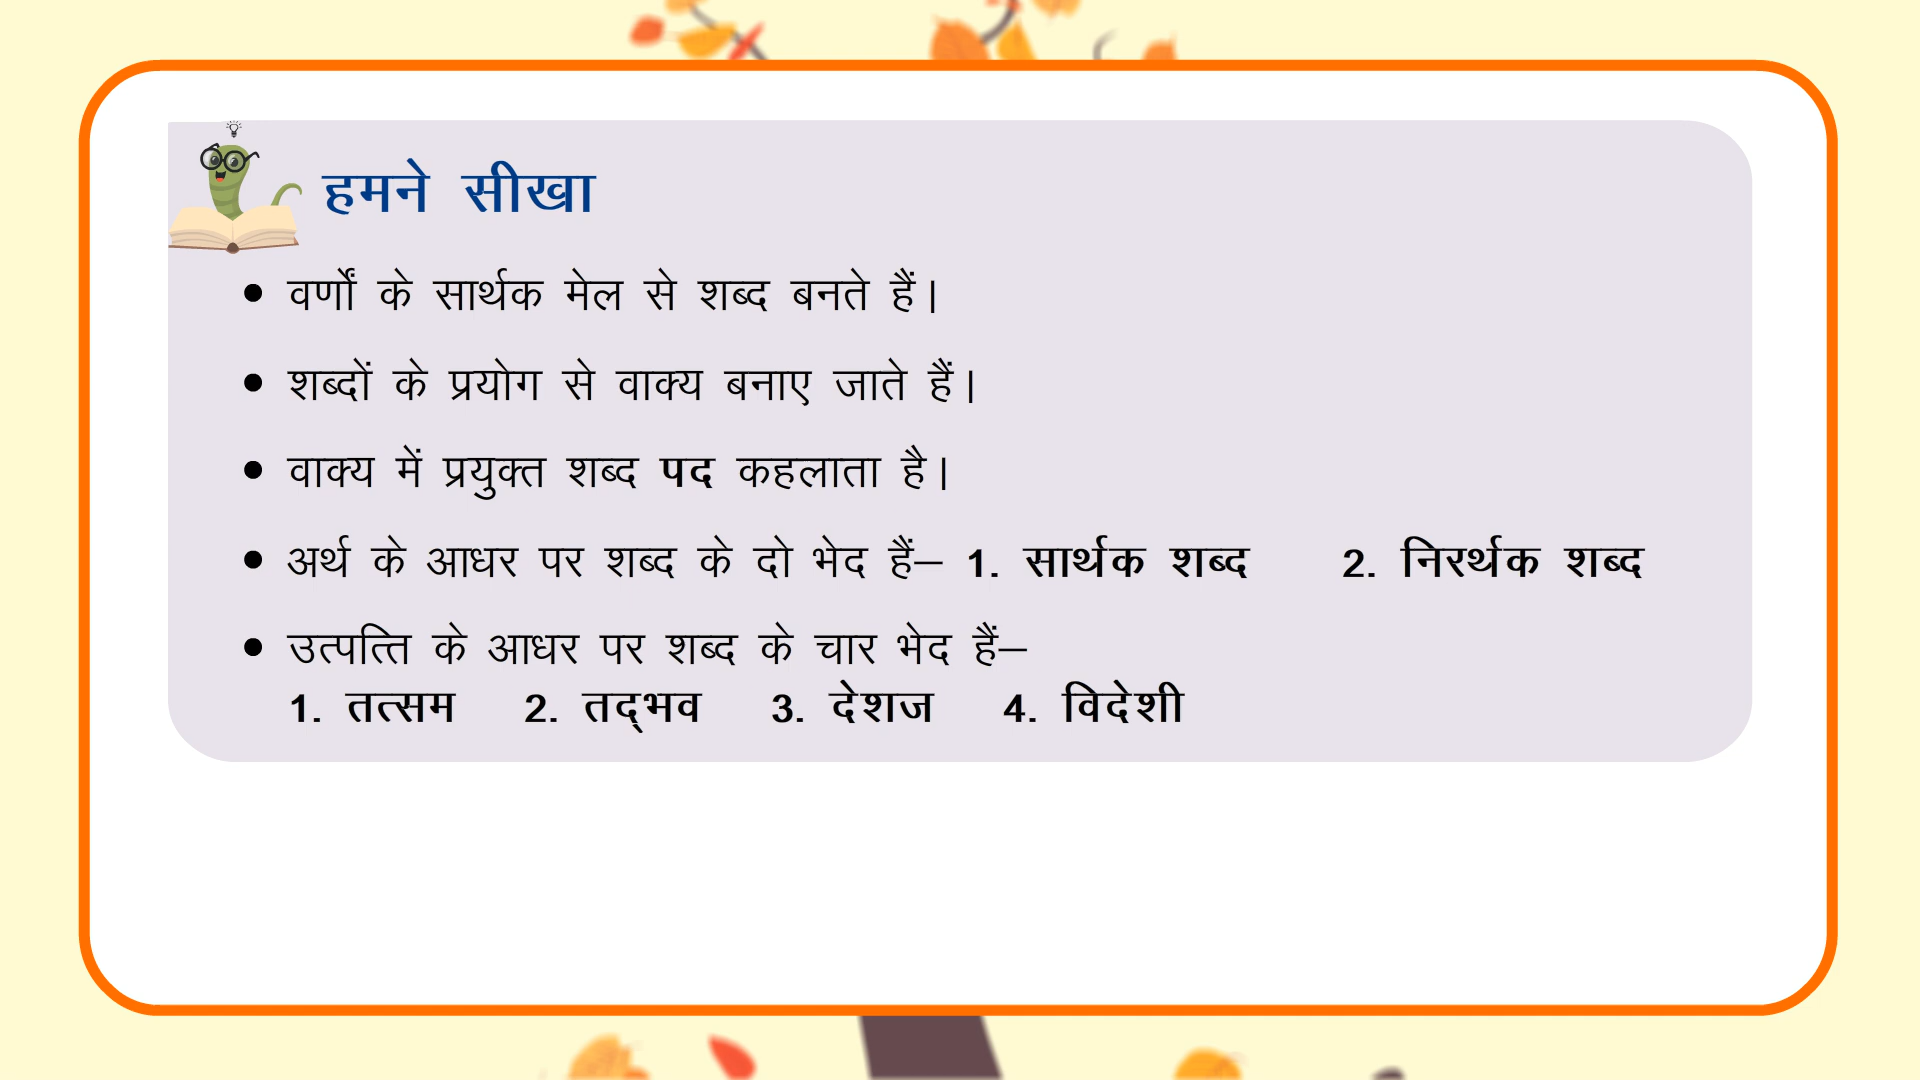 हमने सीखा
• वर्णों के सार्थक मेल से शब्द बनते हैं।
• शब्दों के प्रयोग से वाक्य बनाए जाते हैं।
• वाक्य में प्रयुक्त शब्द पद कहलाता है।
• अर्थ के आधर पर शब्द के दो भेद हैं– 1. सार्थक शब्द 2. निरर्थक शब्द
• उत्पत्ति के आधर पर शब्द के चार भेद हैं–
1. तत्सम 2. तद्‌भव 3. देशज 4. विदेशी